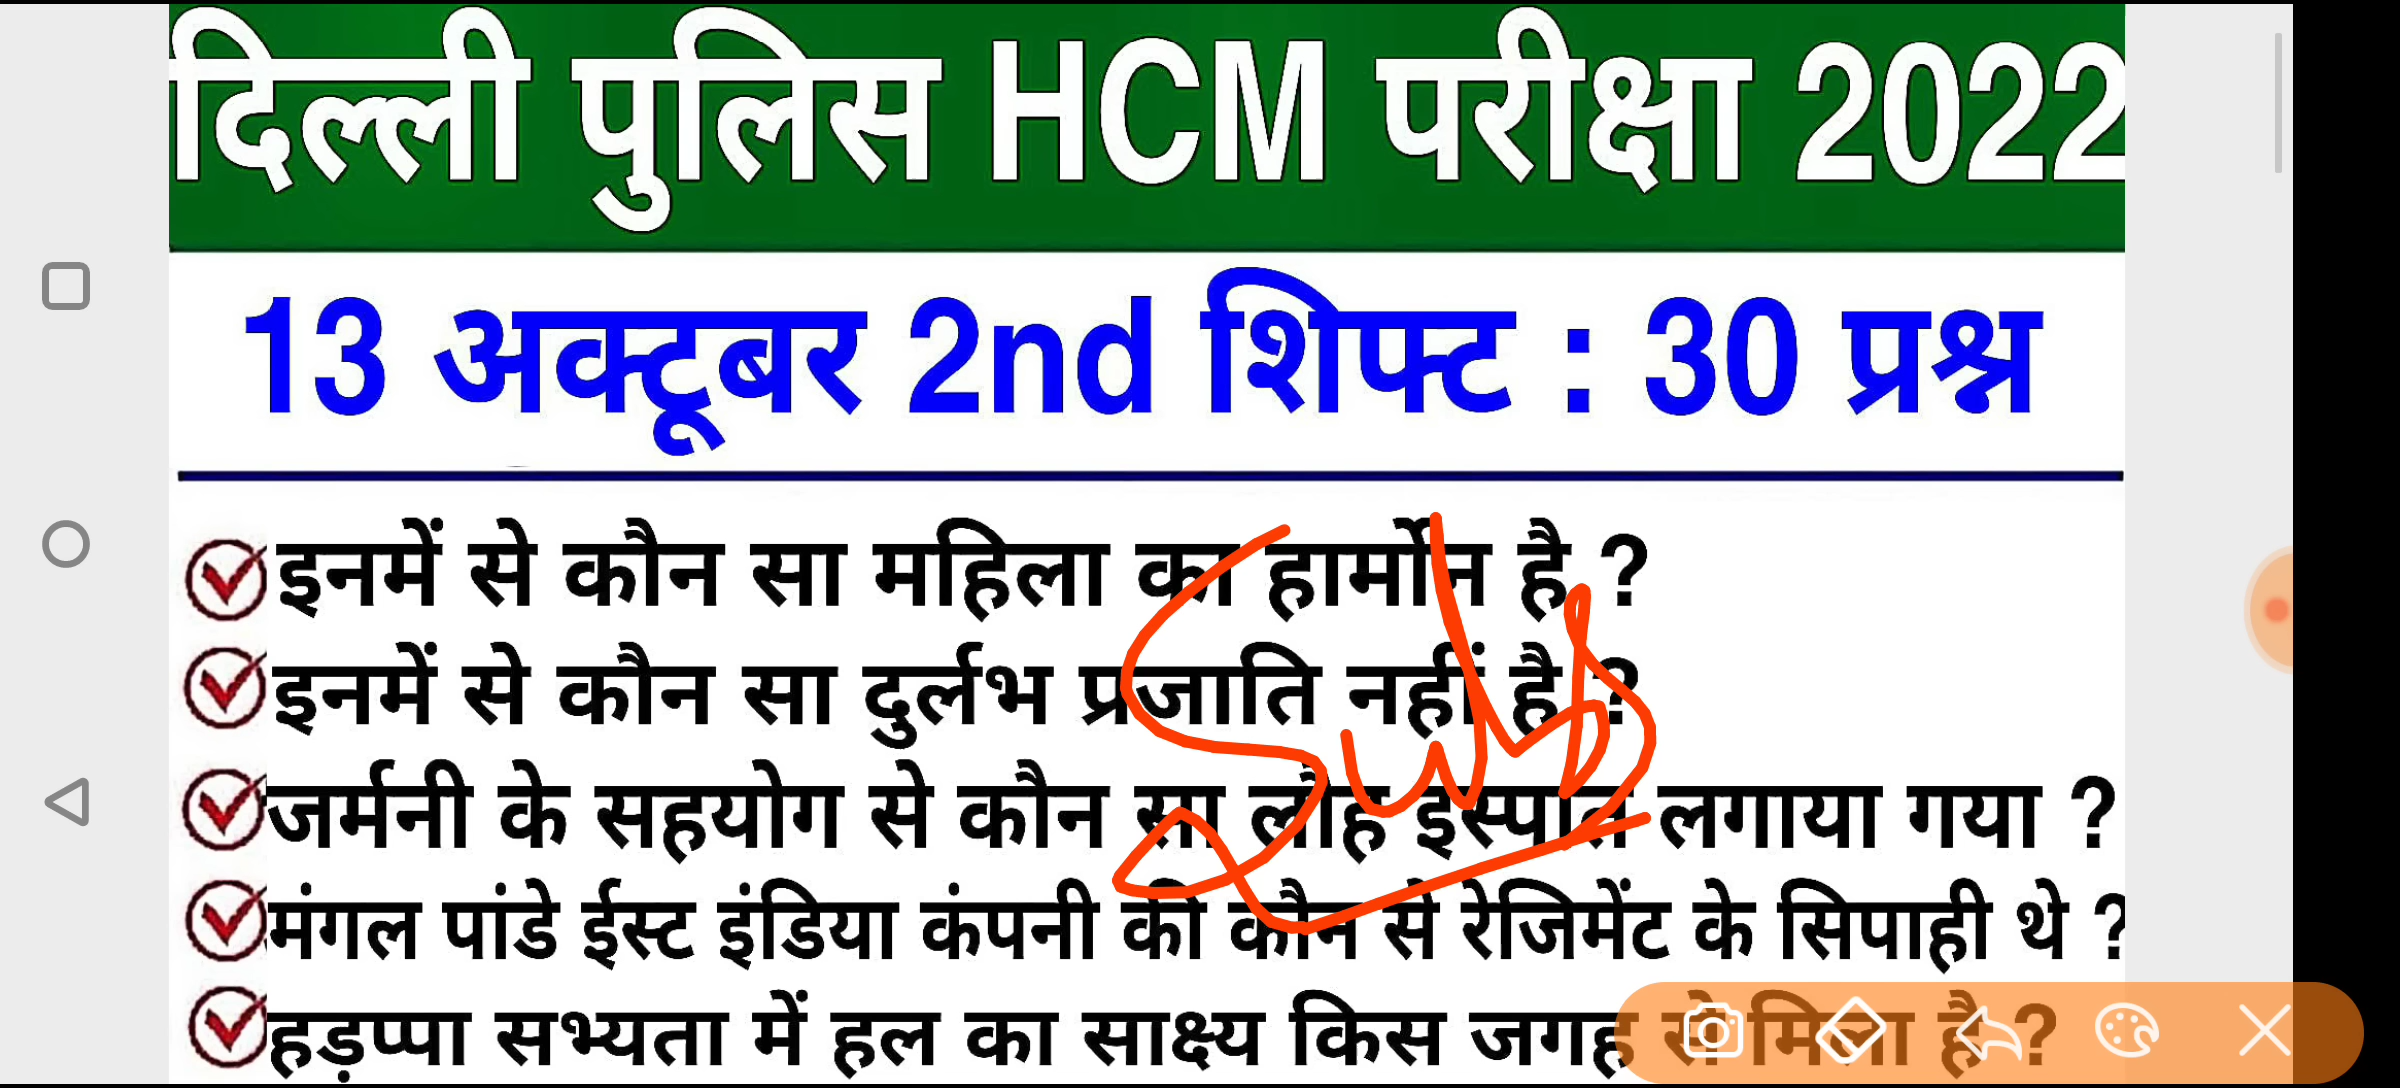 दिल्ली पुलिस HCM परीक्षा 2022
13 अक्टूबर 2nd शिफ्ट : 30 प्रश्न
इनमें से कौन सा महिला का हार्मोन है ?
इनमें से कौन सा दुर्लभ प्रजाति नहीं है ?
जर्मनी के सहयोग से कौन सा लौह इस्पात लगाया गया ?
मंगल पांडे ईस्ट इंडिया कंपनी की कौन से रेजिमेंट के सिपाही थे ?
हड़प्पा सभ्यता में हल का साक्ष्य किस जगह से मिला है ?
Sub